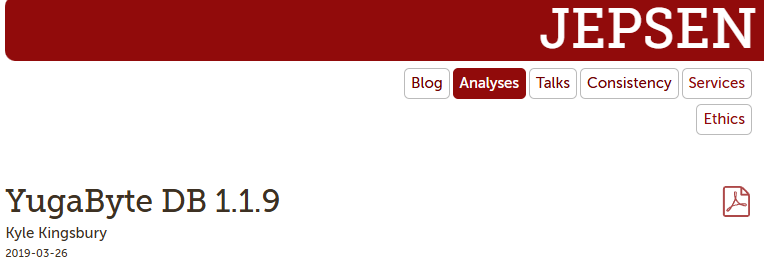 JEPSEN
Blog Analyses Talks Consistency Services
Ethics
YugaByte DB 1.1.9
Kyle Kingsbury
2019-03-26